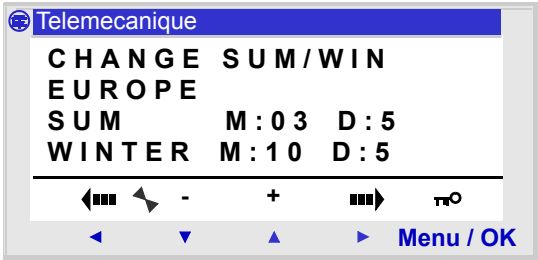 Telemecanique
CHANGE SUM/WIN
EUROPE
SUM M:03 D:5
WINTER M:10 D:5
- +
Menu / OK